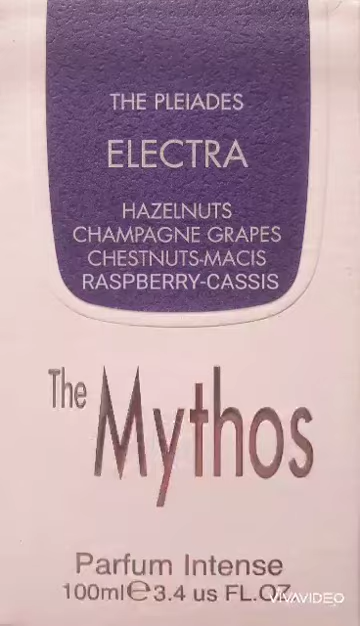 THE PLEIADES
ELECTRA
HAZELNUTS
CHAMPAGNE GRAPES
CHESTNUTS-MACIS
RASPBERRY-CASSIS
The Mythos
Parfum Intense
100ml℮3.4 us FL.OZ
VIVAVIDEO